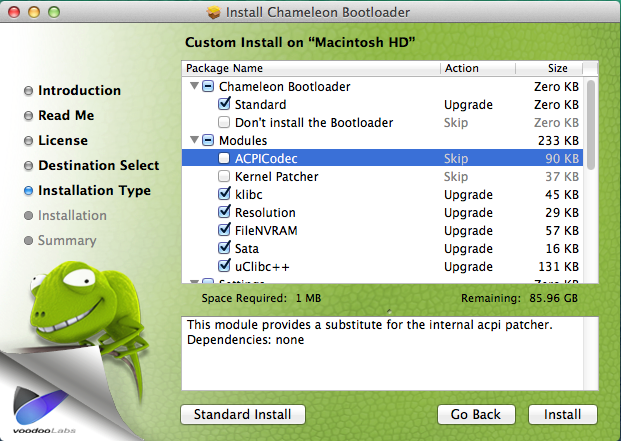 Install Chameleon Bootloader
Custom Install on “Macintosh HD”
Introduction
Read Me
License
Destination Select
Installation Type
Installation
Summary
Package Name Action Size
Chameleon Bootloader Zero KB
Standard Upgrade Zero KB
Don't install the Bootloader Skip Zero KB
Modules 233 KB
ACPICodec Skip 90 KB
Kernel Patcher Skip 37 KB
klibc Upgrade 45 KB
Resolution Upgrade 29 KB
FileNVRAM Upgrade 57 KB
Sata Upgrade 16 KB
uClibc++ Upgrade 131 KB
Settings Zero KB
Space Required: 1 MB Remaining: 85.96 GB
This module provides a substitute for the internal acpi patcher.
Dependencies: none
voodooLabs
Standard Install Go Back Install